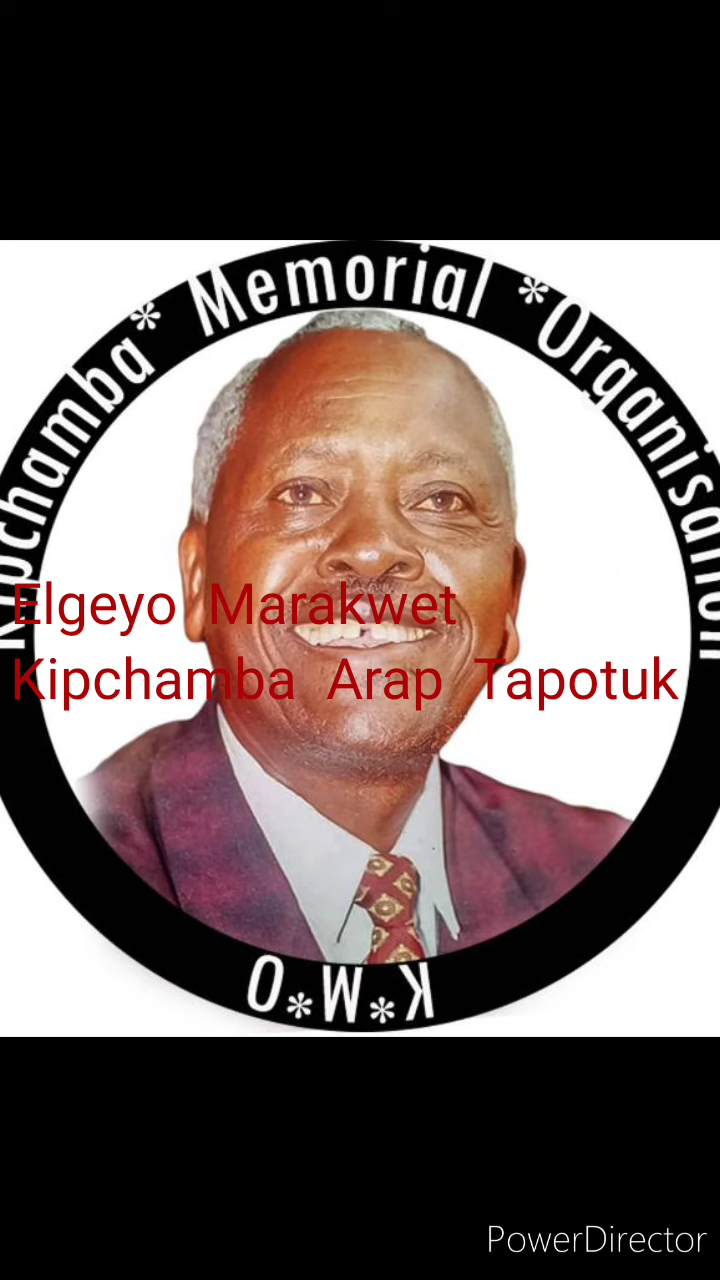 Kipchamba* Memorial *Organisation
Elgeyo Marakwet
Kipchamba Arap Tapotuk
K*M*O
PowerDirector